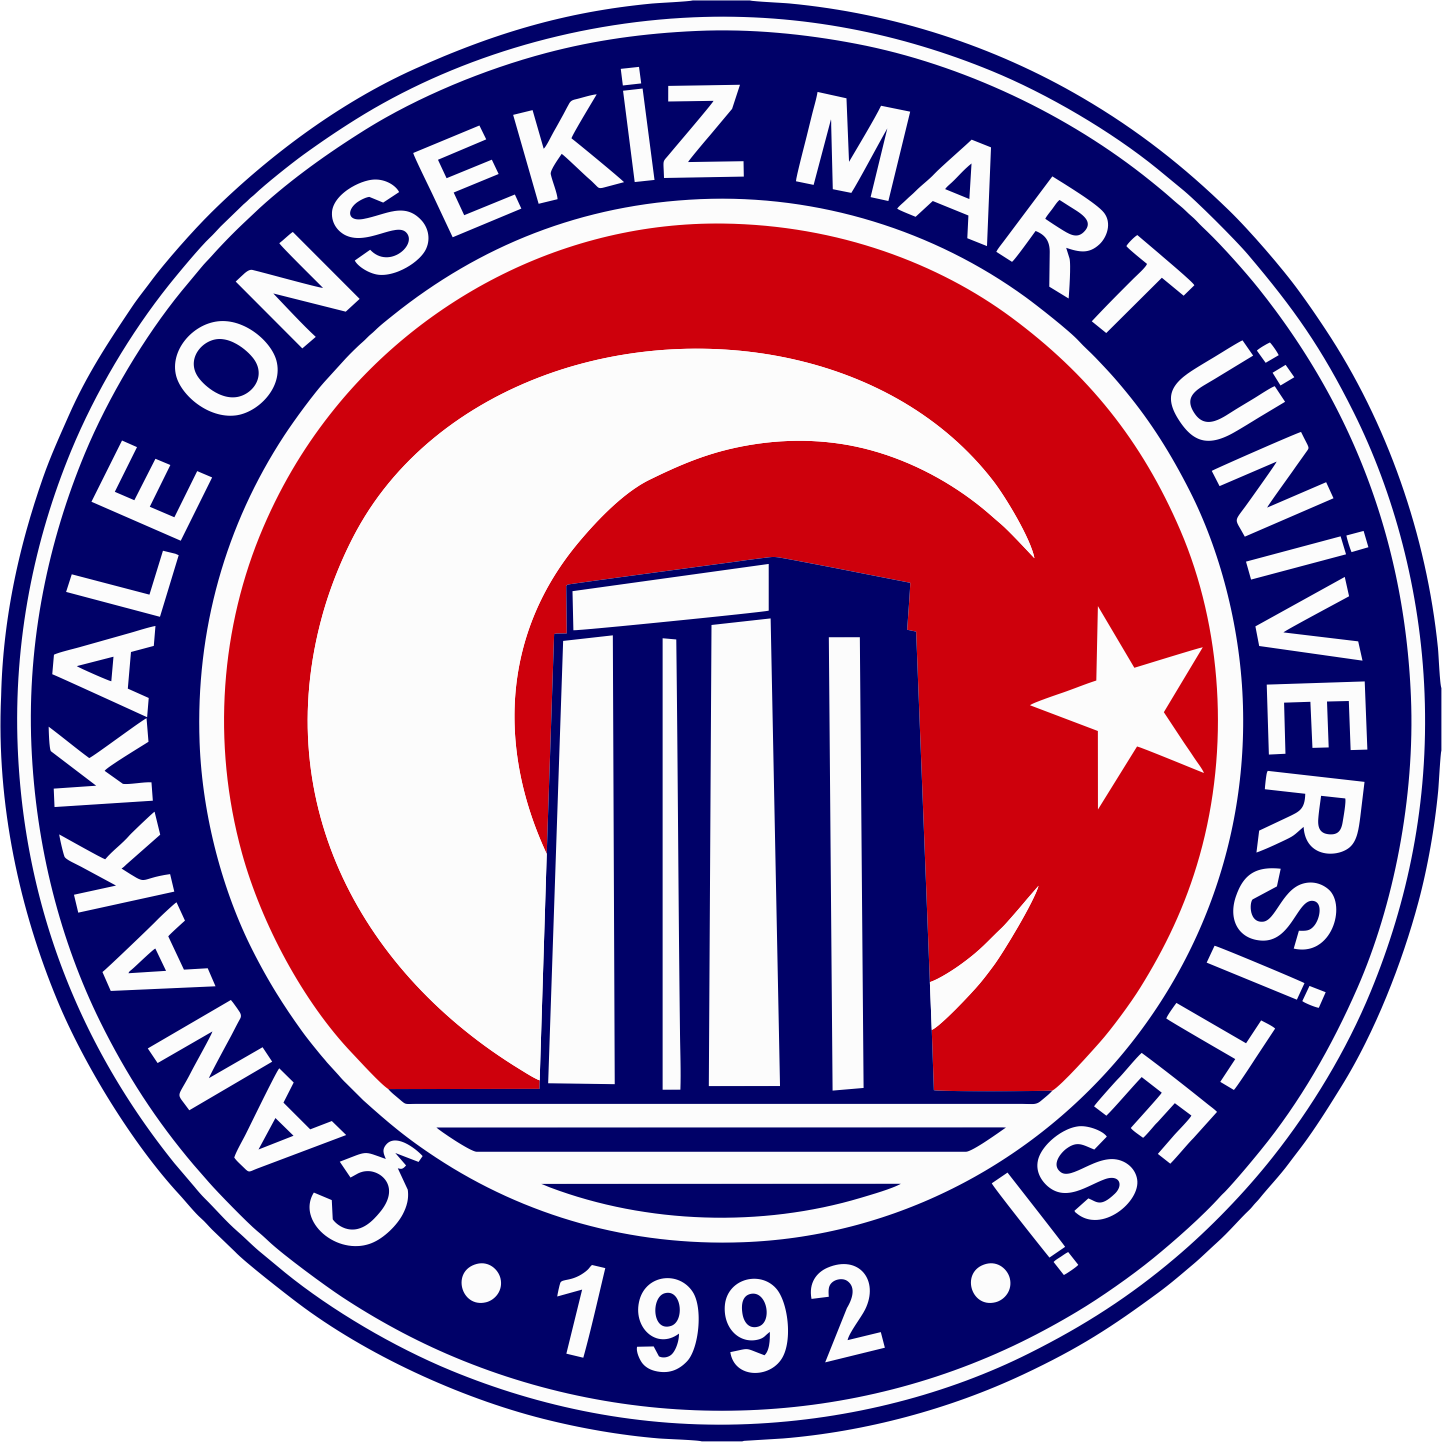 ÇANAKKALE ONSEKİZ MART ÜNİVERSİTESİ
• 1992 •